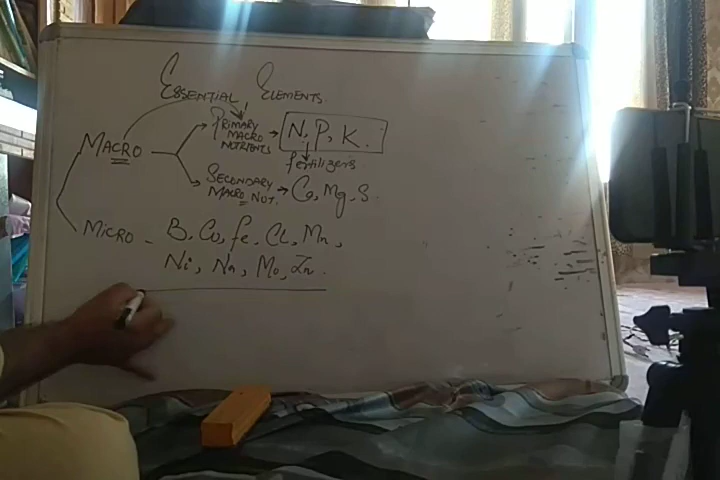 ESSENTIAL ELEMENTS.
MACRO
PRIMARY MACRO NUTRIENTS → N, P, K.
fertilizers
SECONDARY MACRO NUT. → Ca, Mg, S.
MICRO - B, Cu, Fe, Cl, Mn,
Ni, Na, Mo, Zn.